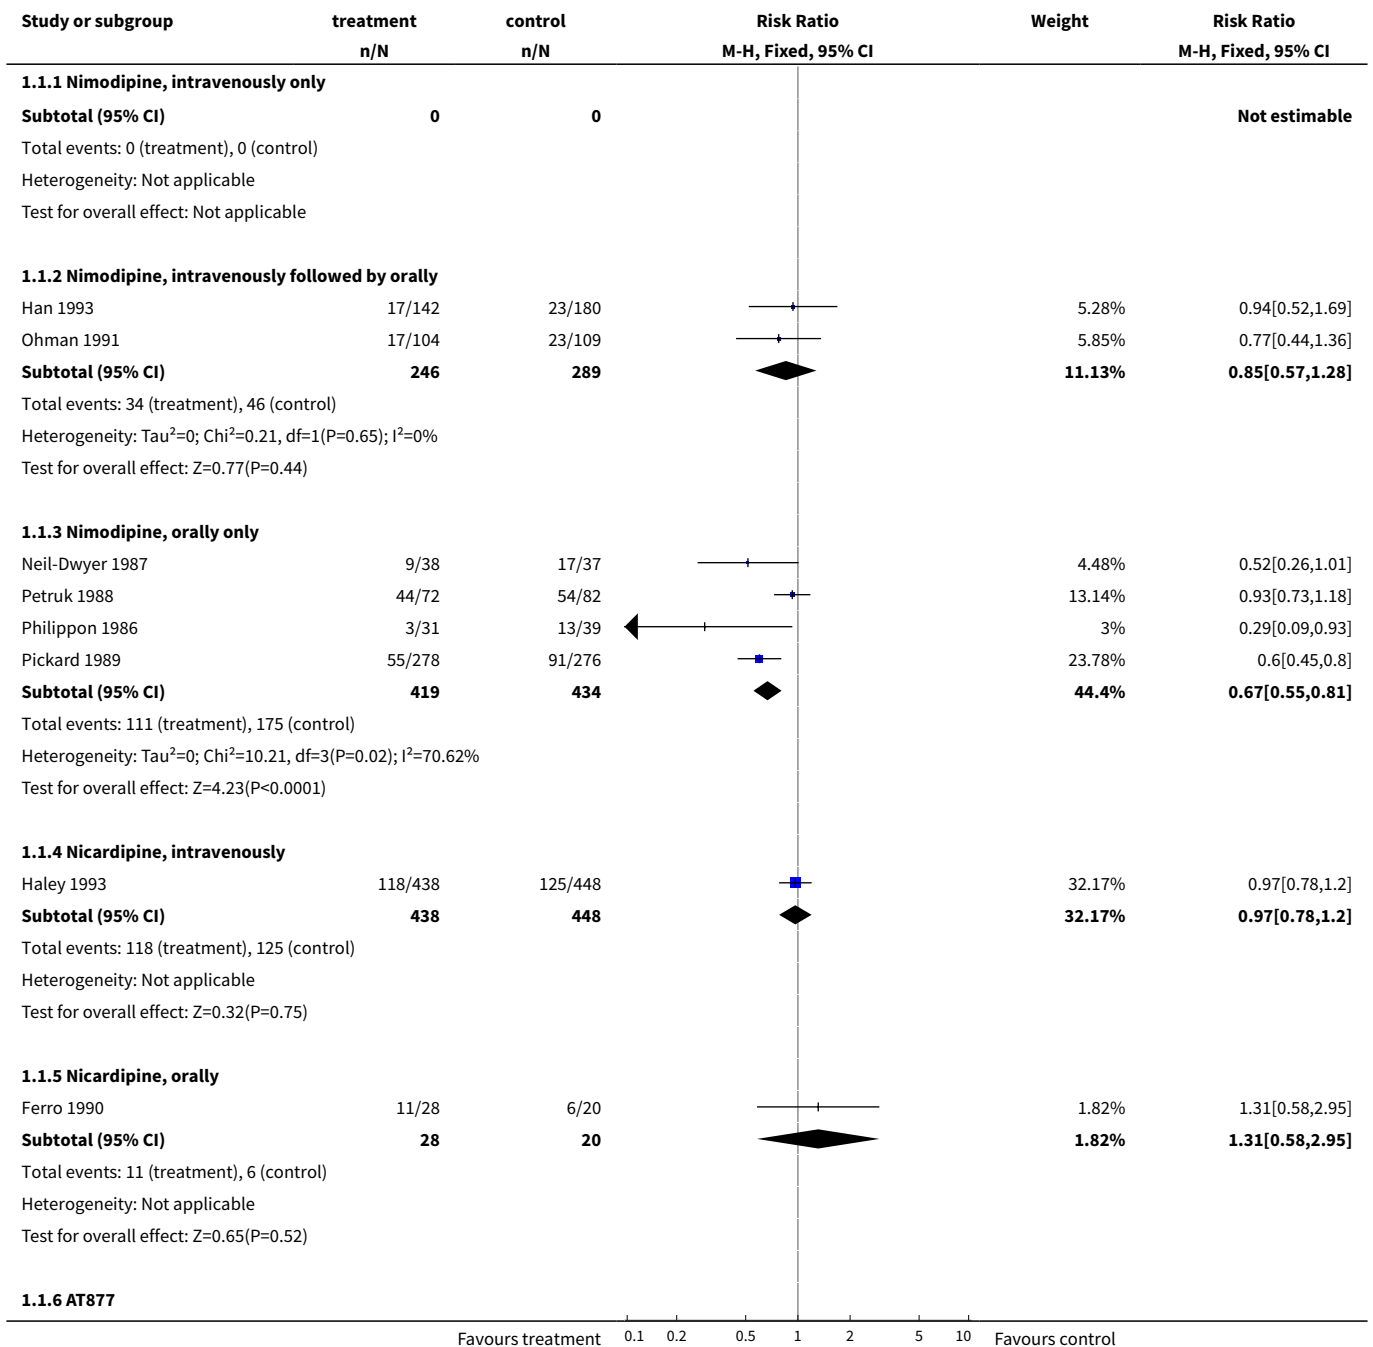 Study or subgroup treatment control Risk Ratio Weight Risk Ratio
n/N n/N M-H, Fixed, 95% CI M-H, Fixed, 95% CI
1.1.1 Nimodipine, intravenously only
Subtotal (95% CI) 0 0 Not estimable
Total events: 0 (treatment), 0 (control)
Heterogeneity: Not applicable
Test for overall effect: Not applicable
1.1.2 Nimodipine, intravenously followed by orally
Han 1993 17/142 23/180 5.28% 0.94[0.52,1.69]
Ohman 1991 17/104 23/109 5.85% 0.77[0.44,1.36]
Subtotal (95% CI) 246 289 11.13% 0.85[0.57,1.28]
Total events: 34 (treatment), 46 (control)
Heterogeneity: Tau²=0; Chi²=0.21, df=1(P=0.65); I²=0%
Test for overall effect: Z=0.77(P=0.44)
1.1.3 Nimodipine, orally only
Neil-Dwyer 1987 9/38 17/37 4.48% 0.52[0.26,1.01]
Petruk 1988 44/72 54/82 13.14% 0.93[0.73,1.18]
Philippon 1986 3/31 13/39 3% 0.29[0.09,0.93]
Pickard 1989 55/278 91/276 23.78% 0.6[0.45,0.8]
Subtotal (95% CI) 419 434 44.4% 0.67[0.55,0.81]
Total events: 111 (treatment), 175 (control)
Heterogeneity: Tau²=0; Chi²=10.21, df=3(P=0.02); I²=70.62%
Test for overall effect: Z=4.23(P<0.0001)
1.1.4 Nicardipine, intravenously
Haley 1993 118/438 125/448 32.17% 0.97[0.78,1.2]
Subtotal (95% CI) 438 448 32.17% 0.97[0.78,1.2]
Total events: 118 (treatment), 125 (control)
Heterogeneity: Not applicable
Test for overall effect: Z=0.32(P=0.75)
1.1.5 Nicardipine, orally
Ferro 1990 11/28 6/20 1.82% 1.31[0.58,2.95]
Subtotal (95% CI) 28 20 1.82% 1.31[0.58,2.95]
Total events: 11 (treatment), 6 (control)
Heterogeneity: Not applicable
Test for overall effect: Z=0.65(P=0.52)
1.1.6 AT877
Favours treatment 0.1 0.2 0.5 1 2 5 10 Favours control